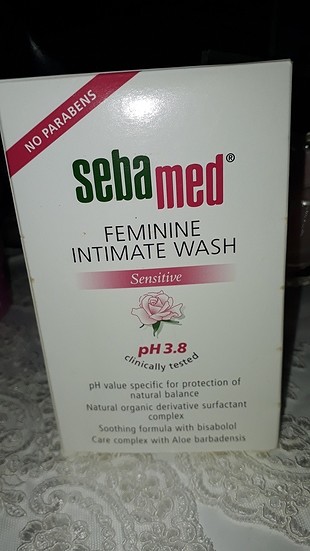 NO PARABENS
sebamed®
FEMININE
INTIMATE WASH
Sensitive
pH 3.8
clinically tested
pH value specific for protection of
natural balance
Natural organic derivative surfactant
complex
Soothing formula with bisabolol
Care complex with Aloe barbadensis